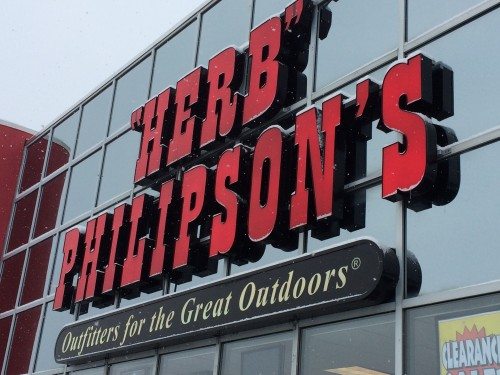 "HERB"
PHILIPSON'S
Outfitters for the Great Outdoors®
CLEARANCE